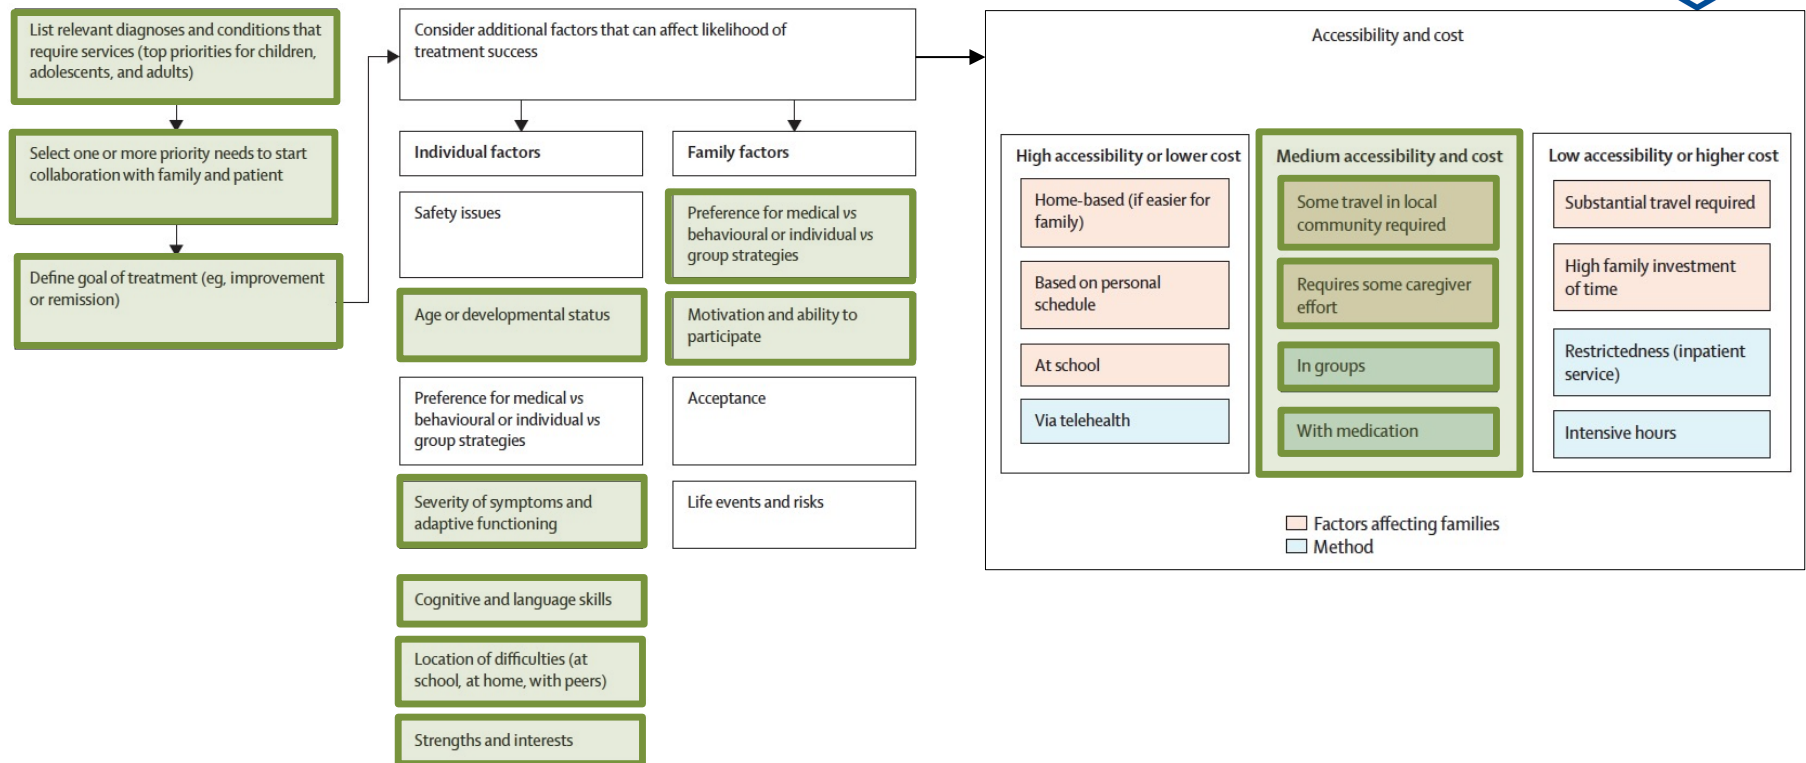 List relevant diagnoses and conditions that
require services (top priorities for children,
adolescents, and adults)
Select one or more priority needs to start
collaboration with family and patient
Define goal of treatment (eg, improvement
or remission)
Consider additional factors that can affect likelihood of
treatment success
Individual factors
Safety issues
Age or developmental status
Preference for medical vs
behavioural or individual vs
group strategies
Severity of symptoms and
adaptive functioning
Cognitive and language skills
Location of difficulties (at
school, at home, with peers)
Strengths and interests
Family factors
Preference for medical vs
behavioural or individual vs
group strategies
Motivation and ability to
participate
Acceptance
Life events and risks
Accessibility and cost
High accessibility or lower cost
Home-based (if easier for
family)
Based on personal
schedule
At school
Via telehealth
Medium accessibility and cost
Some travel in local
community required
Requires some caregiver
effort
In groups
With medication
Low accessibility or higher cost
Substantial travel required
High family investment
of time
Restrictedness (inpatient
service)
Intensive hours
Factors affecting families
Method